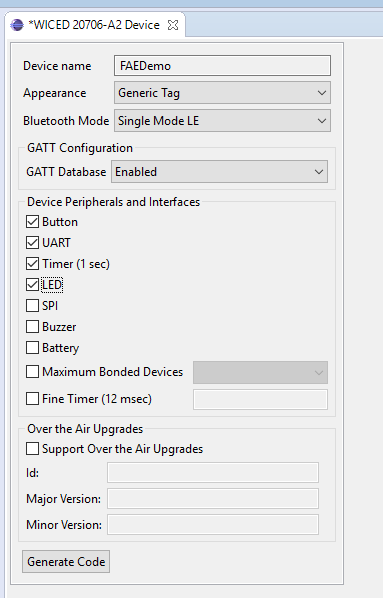 *WICED 20706-A2 Device
Device name FAEDemo
Appearance Generic Tag
Bluetooth Mode Single Mode LE
GATT Configuration
GATT Database Enabled
Device Peripherals and Interfaces
Button
UART
Timer (1 sec)
LED
SPI
Buzzer
Battery
Maximum Bonded Devices
Fine Timer (12 msec)
Over the Air Upgrades
Support Over the Air Upgrades
Id:
Major Version:
Minor Version:
Generate Code